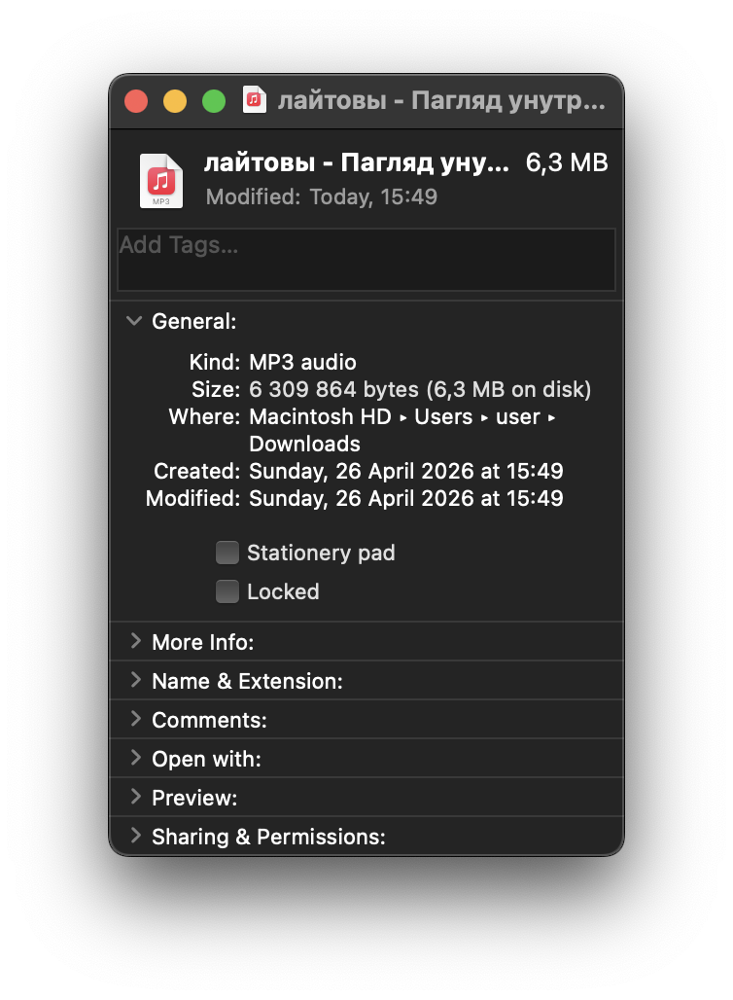 лайтовы - Пагляд унутр...
MP3
лайтовы - Пагляд уну... 6,3 MB
Modified: Today, 15:49
Add Tags...
General:
Kind: MP3 audio
Size: 6 309 864 bytes (6,3 MB on disk)
Where: Macintosh HD ▸ Users ▸ user ▸
Downloads
Created: Sunday, 26 April 2026 at 15:49
Modified: Sunday, 26 April 2026 at 15:49
Stationery pad
Locked
More Info:
Name & Extension:
Comments:
Open with:
Preview:
Sharing & Permissions: